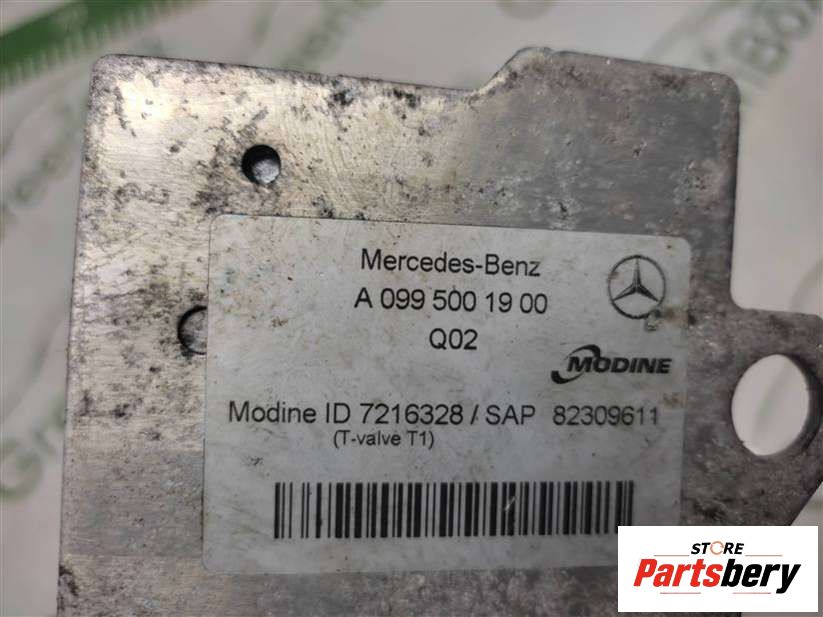 Mercedes-Benz
A 099 500 19 00
Q02
MODINE
Modine ID 7216328 / SAP 82309611
(T-valve T1)
STORE
Partsbery